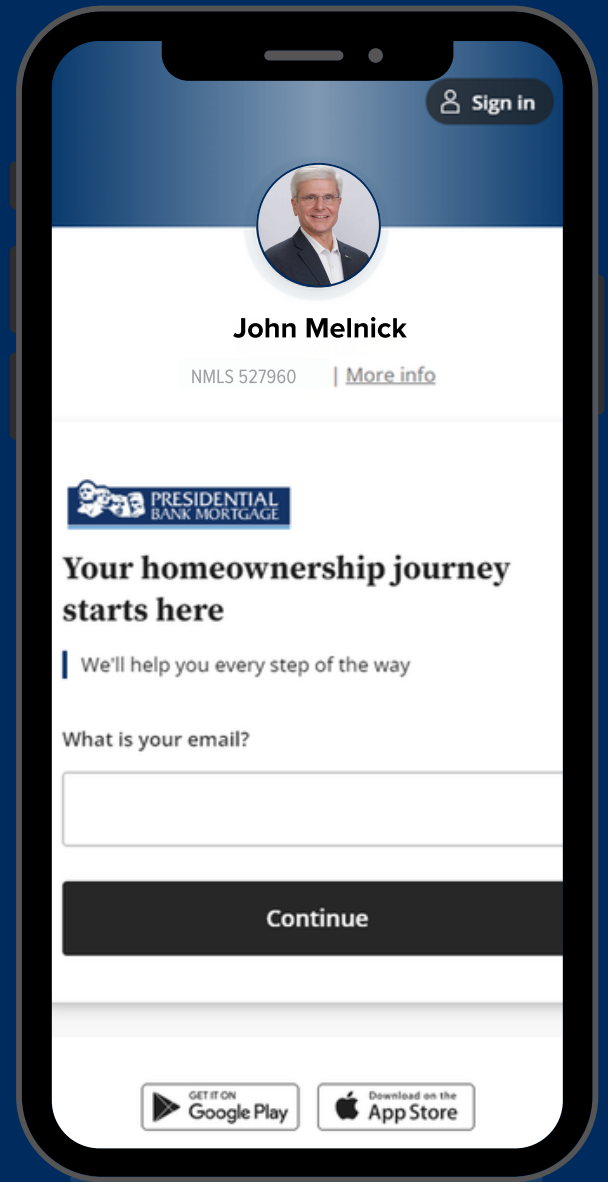 Sign in
John Melnick
NMLS 527960 | More info
PRESIDENTIAL
BANK MORTGAGE
Your homeownership journey
starts here
We'll help you every step of the way
What is your email?
Continue
GET IT ON
Google Play
Download on the
App Store